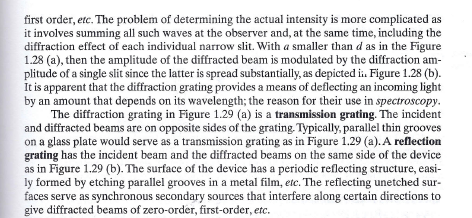 first order, etc. The problem of determining the actual intensity is more complicated as
it involves summing all such waves at the observer and, at the same time, including the
diffraction effect of each individual narrow slit. With a smaller than d as in the Figure
1.28 (a), then the amplitude of the diffracted beam is modulated by the diffraction am-
plitude of a single slit since the latter is spread substantially, as depicted in Figure 1.28 (b).
It is apparent that the diffraction grating provides a means of deflecting an incoming light
by an amount that depends on its wavelength; the reason for their use in spectroscopy.
The diffraction grating in Figure 1.29 (a) is a transmission grating. The incident
and diffracted beams are on opposite sides of the grating. Typically, parallel thin grooves
on a glass plate would serve as a transmission grating as in Figure 1.29 (a). A reflection
grating has the incident beam and the diffracted beams on the same side of the device
as in Figure 1.29 (b). The surface of the device has a periodic reflecting structure, easi-
ly formed by etching parallel grooves in a metal film, etc. The reflecting unetched sur-
faces serve as synchronous secondary sources that interfere along certain directions to
give diffracted beams of zero-order, first-order, etc.